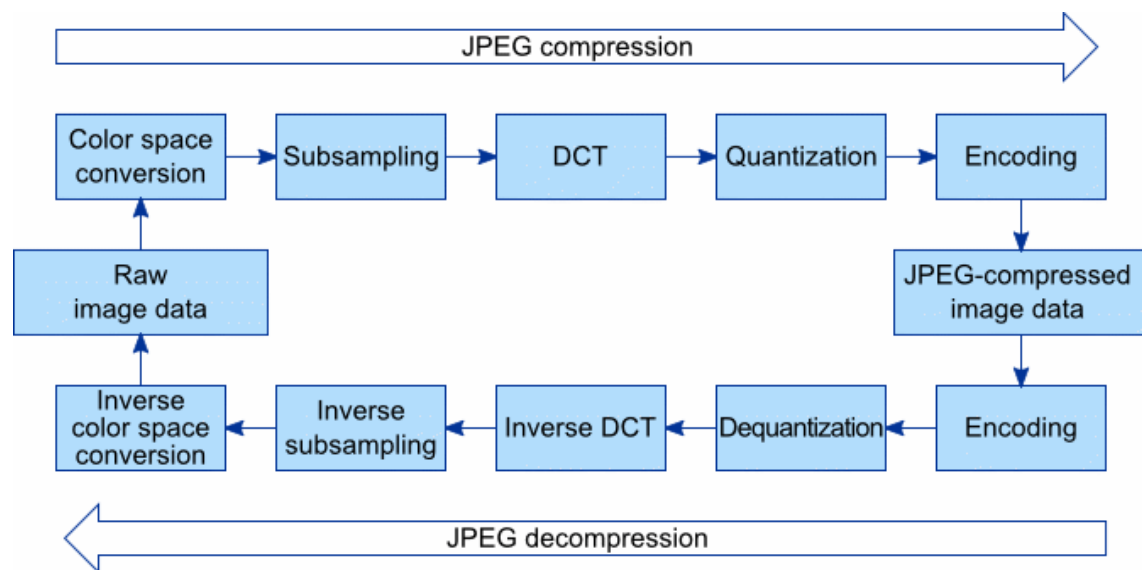 JPEG compression
Color space
conversion
Subsampling
DCT
Quantization
Encoding
Raw
image data
JPEG-compressed
image data
Inverse
color space
conversion
Inverse
subsampling
Inverse DCT
Dequantization
Encoding
JPEG decompression